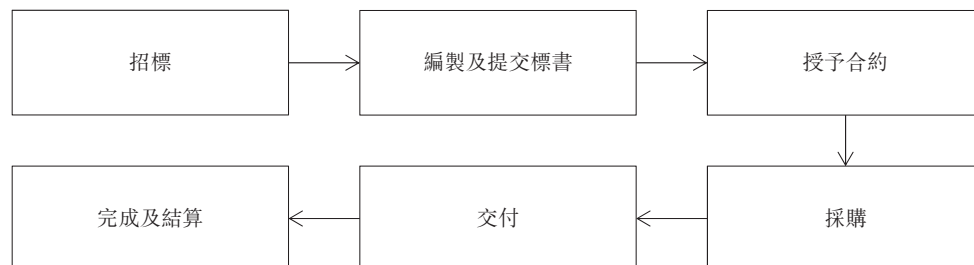 招標
編製及提交標書
授予合約
採購
交付
完成及結算